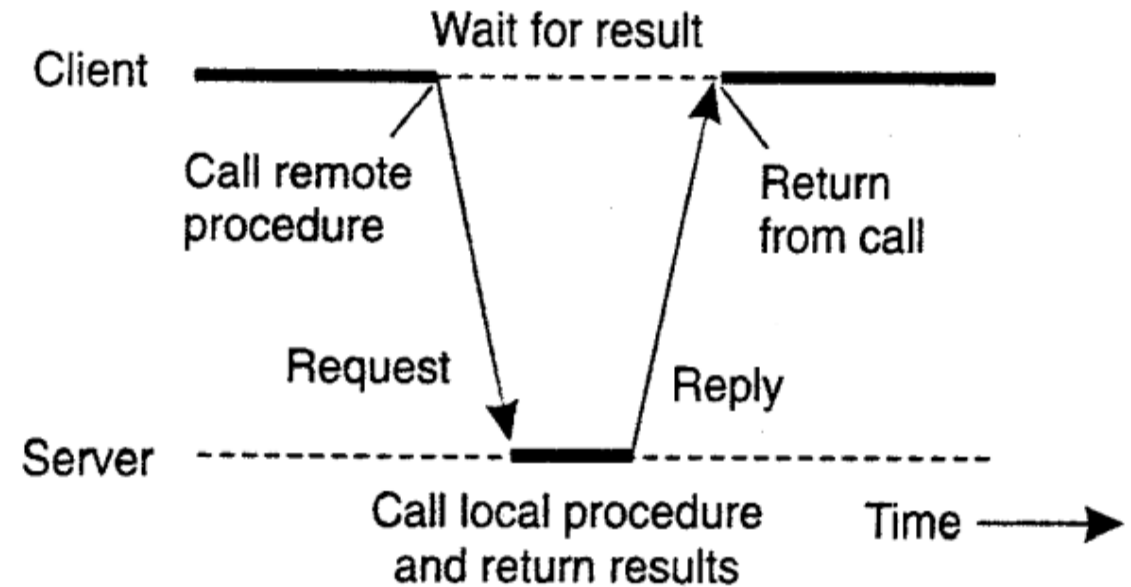 Wait for result
Client
Call remote
procedure
Return
from call
Request
Reply
Server
Call local procedure
and return results
Time